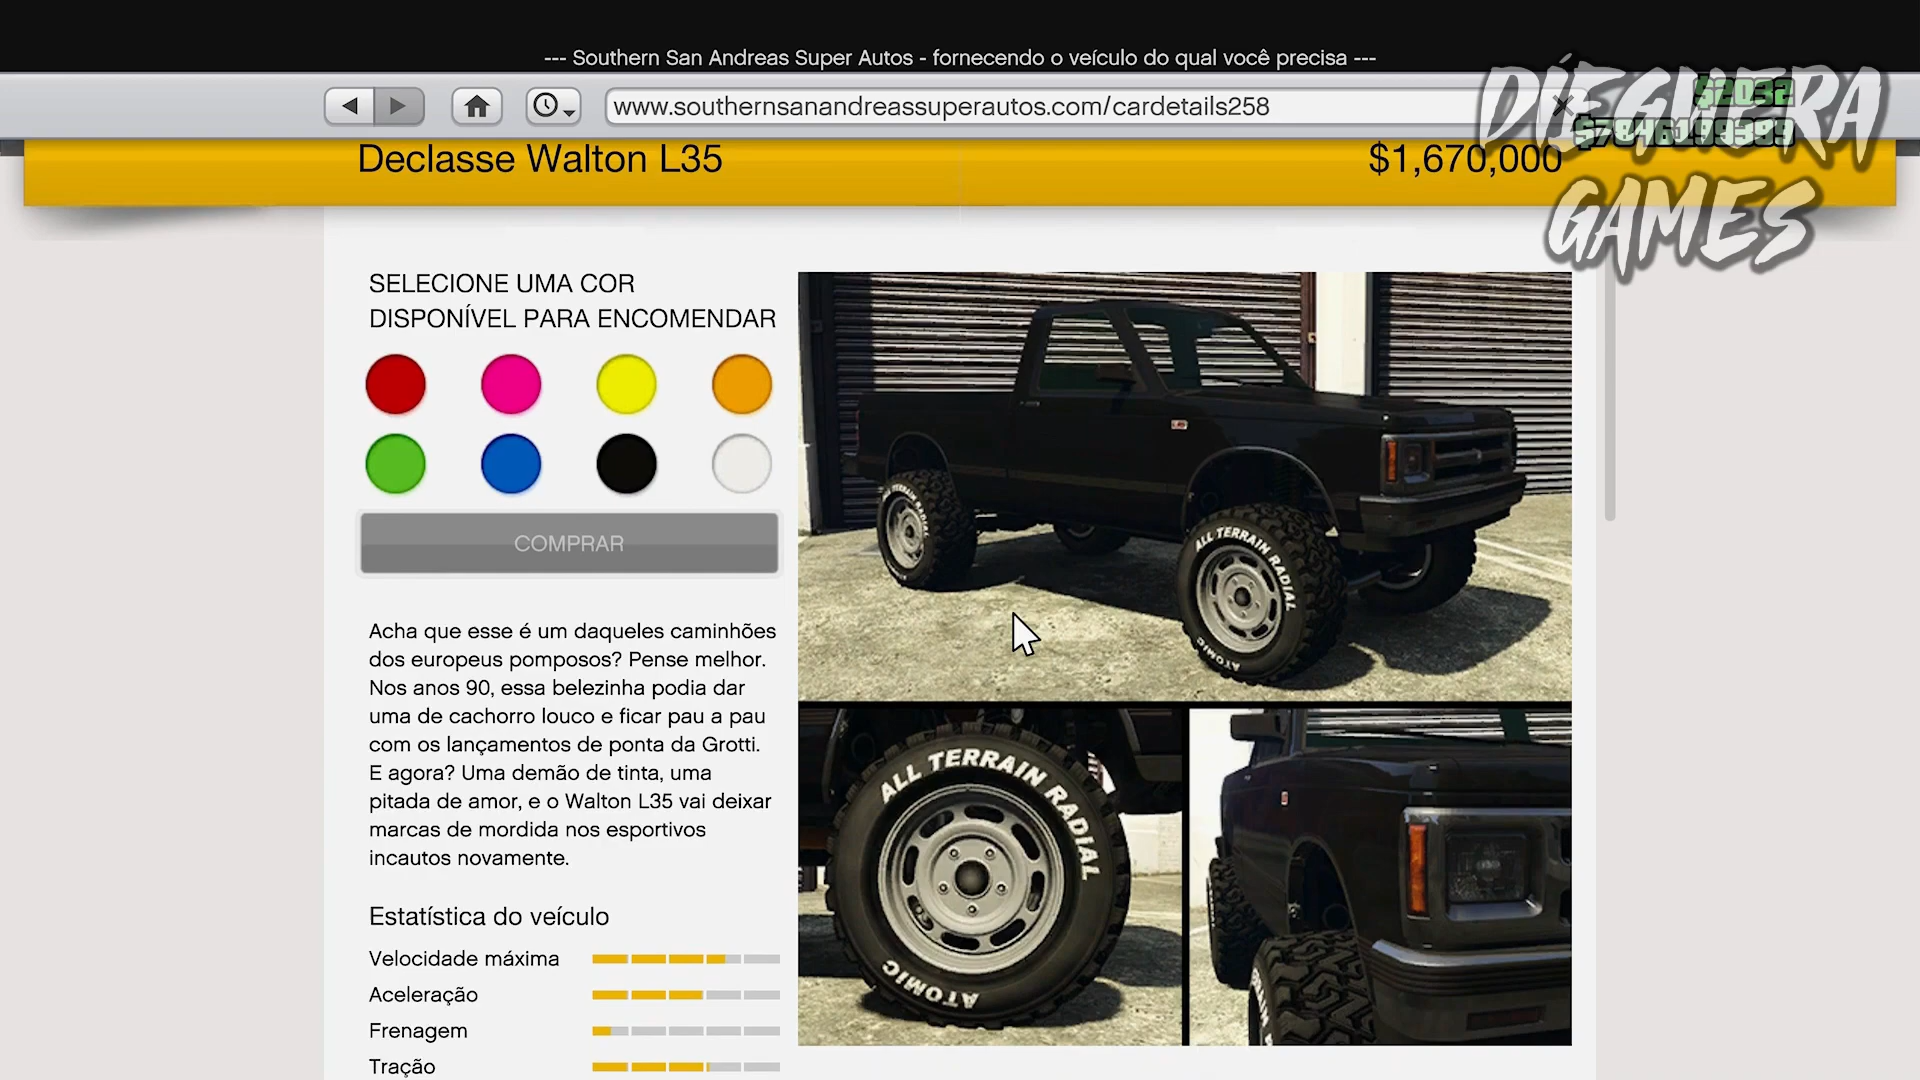 --- Southern San Andreas Super Autos - fornecendo o veículo do qual você precisa ---
www.southernsanandreassuperautos.com/cardetails258
DIEGHERA
GAMES
$2032
Declasse Walton L35
$1,670,000
SELECIONE UMA COR
DISPONÍVEL PARA ENCOMENDAR
COMPRAR
Acha que esse é um daqueles caminhões
dos europeus pomposos? Pense melhor.
Nos anos 90, essa belezinha podia dar
uma de cachorro louco e ficar pau a pau
com os lançamentos de ponta da Grotti.
E agora? Uma demão de tinta, uma
pitada de amor, e o Walton L35 vai deixar
marcas de mordida nos esportivos
incautos novamente.
Estatística do veículo
Velocidade máxima
Aceleração
Frenagem
Tração
ALL TERRAIN RADIAL
ATOMIC
ALL TERRAIN RADIAL
ATOMIC